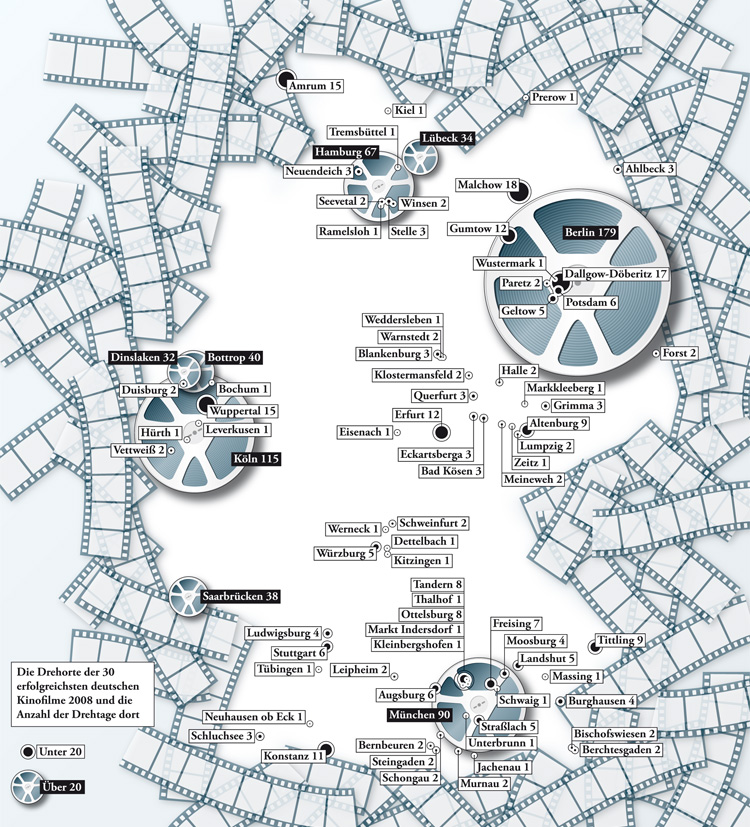 Amrum 15
Kiel 1
Prerow 1
Tremsbüttel 1
Lübeck 34
Hamburg 67
Neuendeich 3
Ahlbeck 3
Malchow 18
Seevetal 2
Winsen 2
Gumtow 12
Ramelsloh 1
Stelle 3
Berlin 179
Wustermark 1
Dallgow-Döberitz 17
Paretz 2
Potsdam 6
Geltow 5
Weddersleben 1
Warnstedt 2
Blankenburg 3
Forst 2
Dinslaken 32
Bottrop 40
Klostermansfeld 2
Halle 2
Duisburg 2
Bochum 1
Markkleeberg 1
Querfurt 3
Grimma 3
Wuppertal 15
Erfurt 12
Altenburg 9
Hürth 1
Leverkusen 1
Eisenach 1
Lumpzig 2
Vettweiß 2
Köln 115
Eckartsberga 3
Zeitz 1
Bad Kösen 3
Meineweh 2
Werneck 1
Schweinfurt 2
Dettelbach 1
Würzburg 5
Kitzingen 1
Tandern 8
Saarbrücken 38
Thalhof 1
Ottelsburg 8
Freising 7
Ludwigsburg 4
Markt Indersdorf 1
Moosburg 4
Kleinbergshofen 1
Tittling 9
Stuttgart 6
Landshut 5
Tübingen 1
Leipheim 2
Massing 1
Augsburg 6
Schwaig 1
Burghausen 4
München 90
Neuhausen ob Eck 1
Straßlach 5
Schluchsee 3
Bischofswiesen 2
Bernbeuren 2
Unterbrunn 1
Berchtesgaden 2
Konstanz 11
Steingaden 2
Jachenau 1
Schongau 2
Murnau 2
Die Drehorte der 30
erfolgreichsten deutschen
Kinofilme 2008 und die
Anzahl der Drehtage dort
Unter 20
Über 20